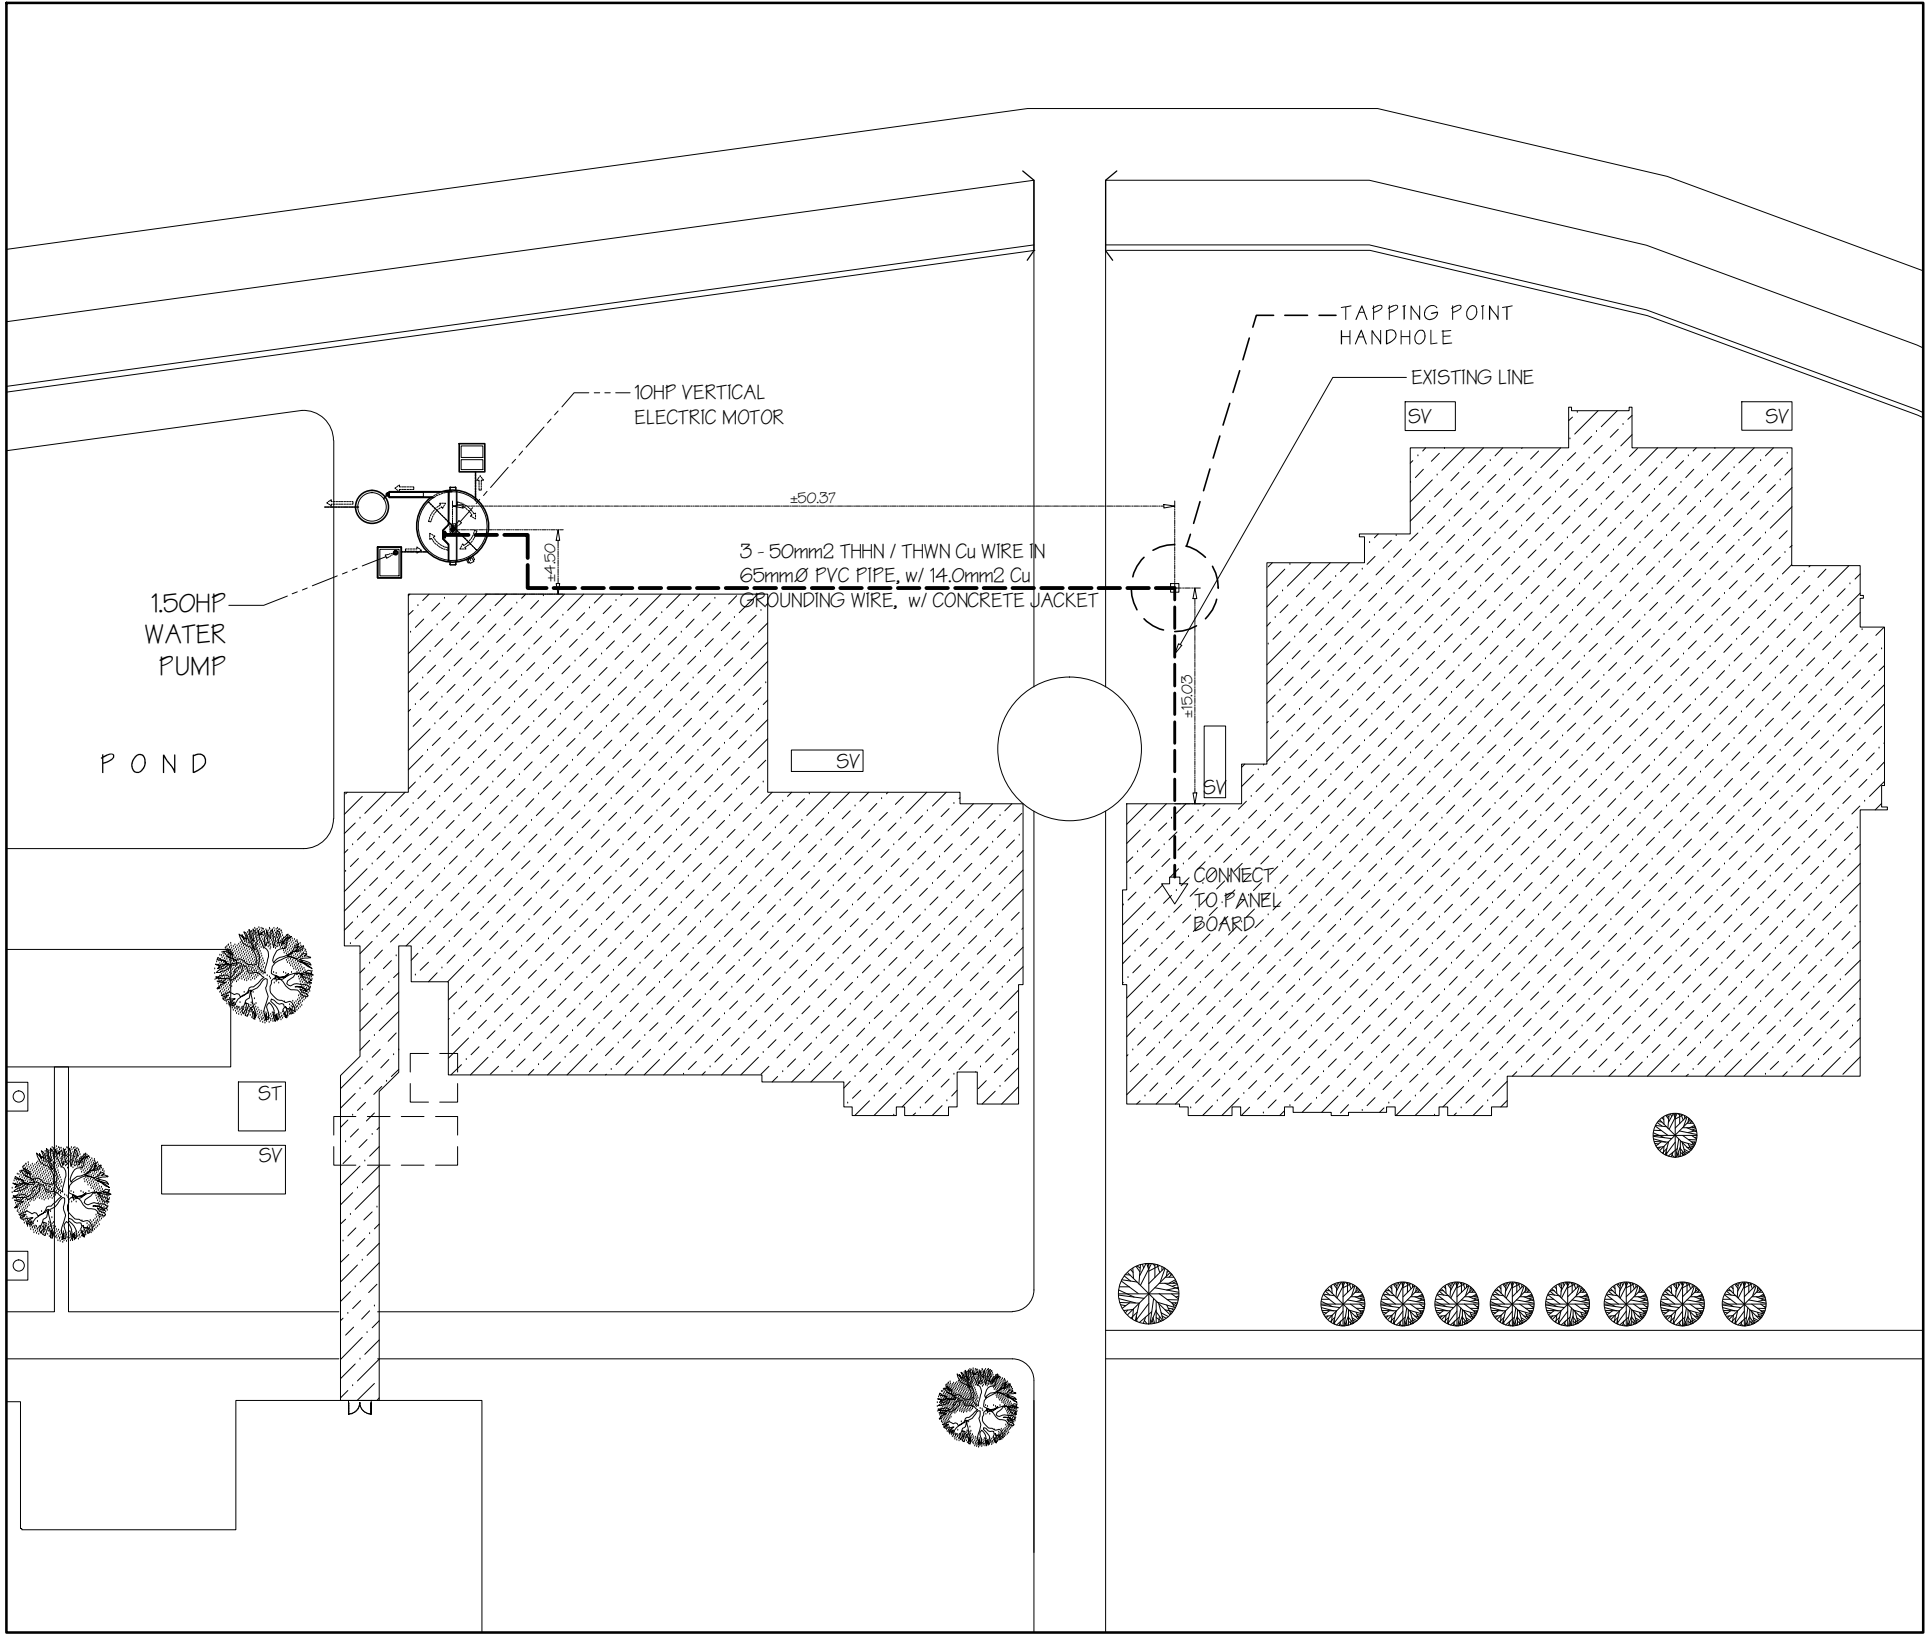 TAPPING POINT
HANDHOLE
EXISTING LINE
10HP VERTICAL
ELECTRIC MOTOR
SV
SV
±50.37
±4.50
3 - 50mm2 THHN / THWN Cu WIRE IN
65mmØ PVC PIPE, w/ 14.0mm2 Cu
GROUNDING WIRE, w/ CONCRETE JACKET
1.50HP
WATER
PUMP
±15.03
POND
SV
SV
CONNECT
TO PANEL
BOARD
ST
SV